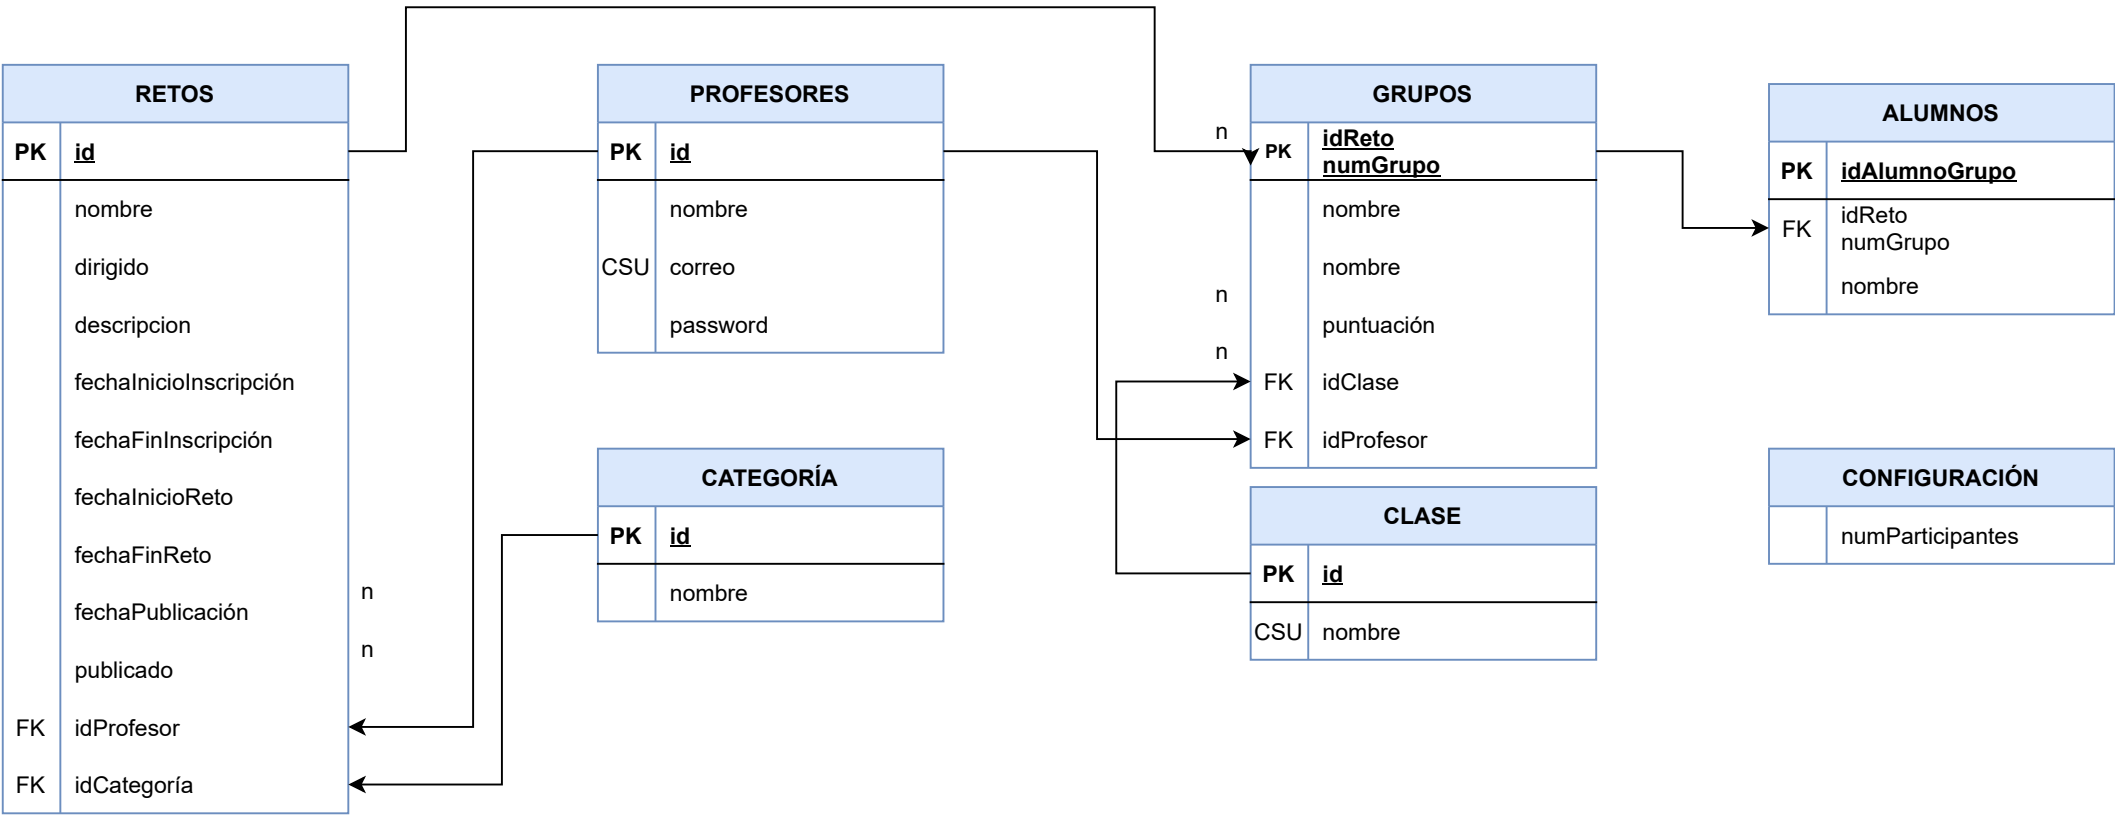 RETOS
PK id
nombre
dirigido
descripcion
fechaInicioInscripción
fechaFinInscripción
fechaInicioReto
fechaFinReto
fechaPublicación
publicado
FK idProfesor
FK idCategoría
n
n
PROFESORES
PK id
nombre
CSU correo
password
CATEGORÍA
PK id
nombre
n
n
n
GRUPOS
PK idReto
numGrupo
nombre
nombre
puntuación
FK idClase
FK idProfesor
CLASE
PK id
CSU nombre
ALUMNOS
PK idAlumnoGrupo
FK idReto
numGrupo
nombre
CONFIGURACIÓN
numParticipantes